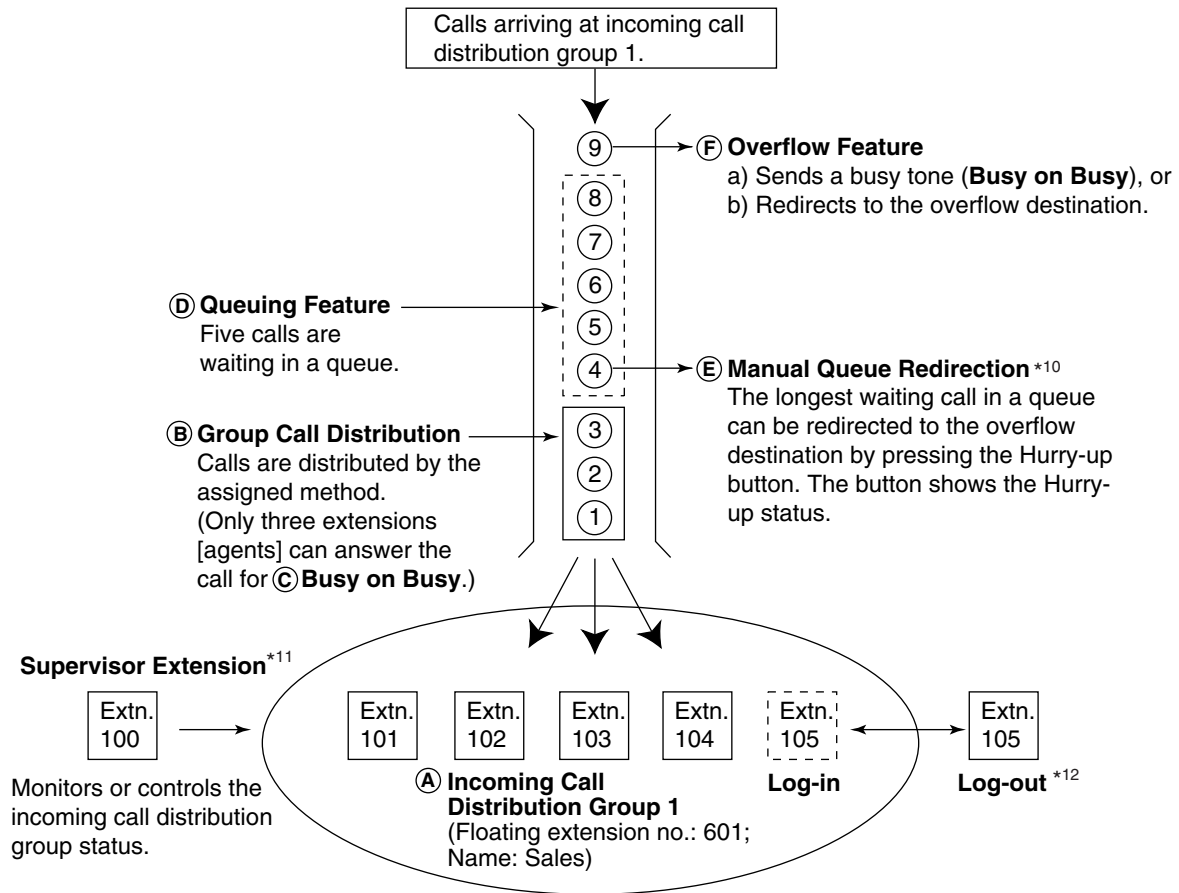 Calls arriving at incoming call
distribution group 1.
9
F Overflow Feature
a) Sends a busy tone (Busy on Busy), or
b) Redirects to the overflow destination.
8
7
6
5
4
D Queuing Feature
Five calls are
waiting in a queue.
E Manual Queue Redirection *10
The longest waiting call in a queue
can be redirected to the overflow
destination by pressing the Hurry-up
button. The button shows the Hurry-
up status.
B Group Call Distribution
Calls are distributed by the
assigned method.
(Only three extensions
[agents] can answer the
call for C Busy on Busy.)
3
2
1
Supervisor Extension*11
Extn.
100
Monitors or controls the
incoming call distribution
group status.
Extn.
101
Extn.
102
Extn.
103
Extn.
104
Extn.
105
Log-in
Extn.
105
Log-out *12
A Incoming Call
Distribution Group 1
(Floating extension no.: 601;
Name: Sales)